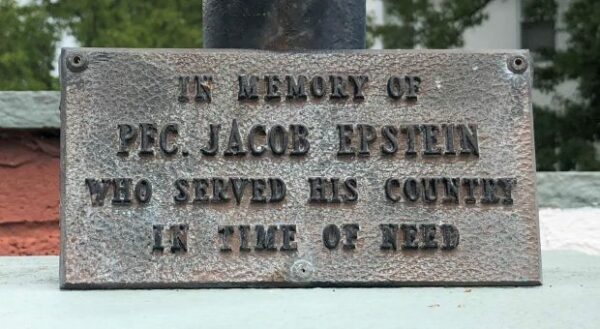 IN MEMORY OF
PFC. JACOB EPSTEIN
WHO SERVED HIS COUNTRY
IN TIME OF NEED